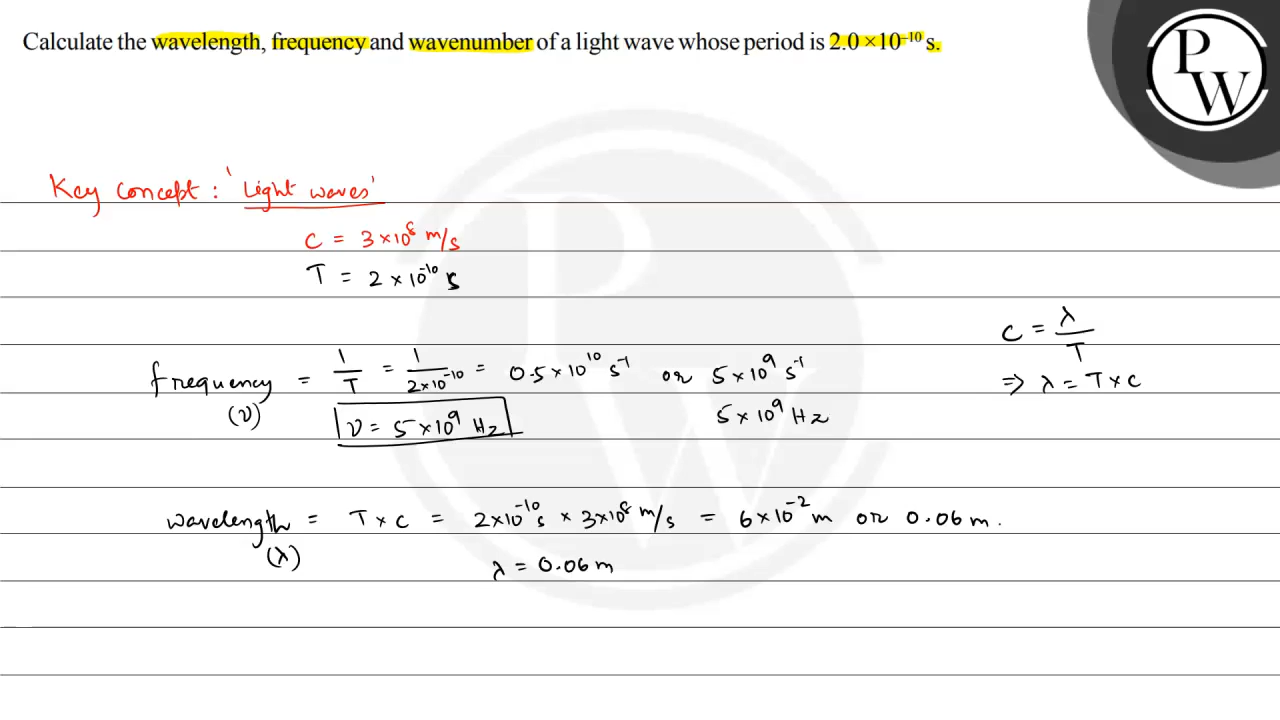 Calculate the wavelength, frequency and wavenumber of a light wave whose period is 2.0 ×10⁻¹⁰ s.
P
W
Key concept : 'Light waves'
C = 3×10⁸ m/s
T = 2 × 10⁻¹⁰ s
C = λ/T
⇒ λ = T × C
frequency (ν) = 1/T = 1/2×10⁻¹⁰ = 0.5 × 10¹⁰ s⁻¹ or 5 × 10⁹ s⁻¹
ν = 5 × 10⁹ Hz
5 × 10⁹ Hz
wavelength (λ) = T × C = 2×10⁻¹⁰ s × 3×10⁸ m/s = 6 × 10⁻² m or 0.06 m.
λ = 0.06 m